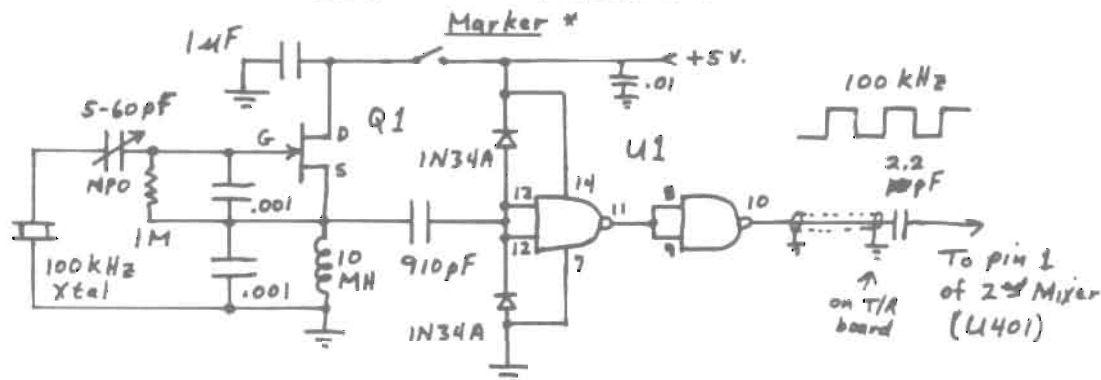 Marker *
1µF
+5 V.
.01
100 kHz
5-60pF
Q1
G
D
S
1N34A
U1
2.2
pF
NPO
.001
13
14
11
8
10
12
7
9
1M
910pF
10
MH
100kHz
Xtal
.001
1N34A
on T/R
board
To pin 1
of 2nd Mixer
(U401)